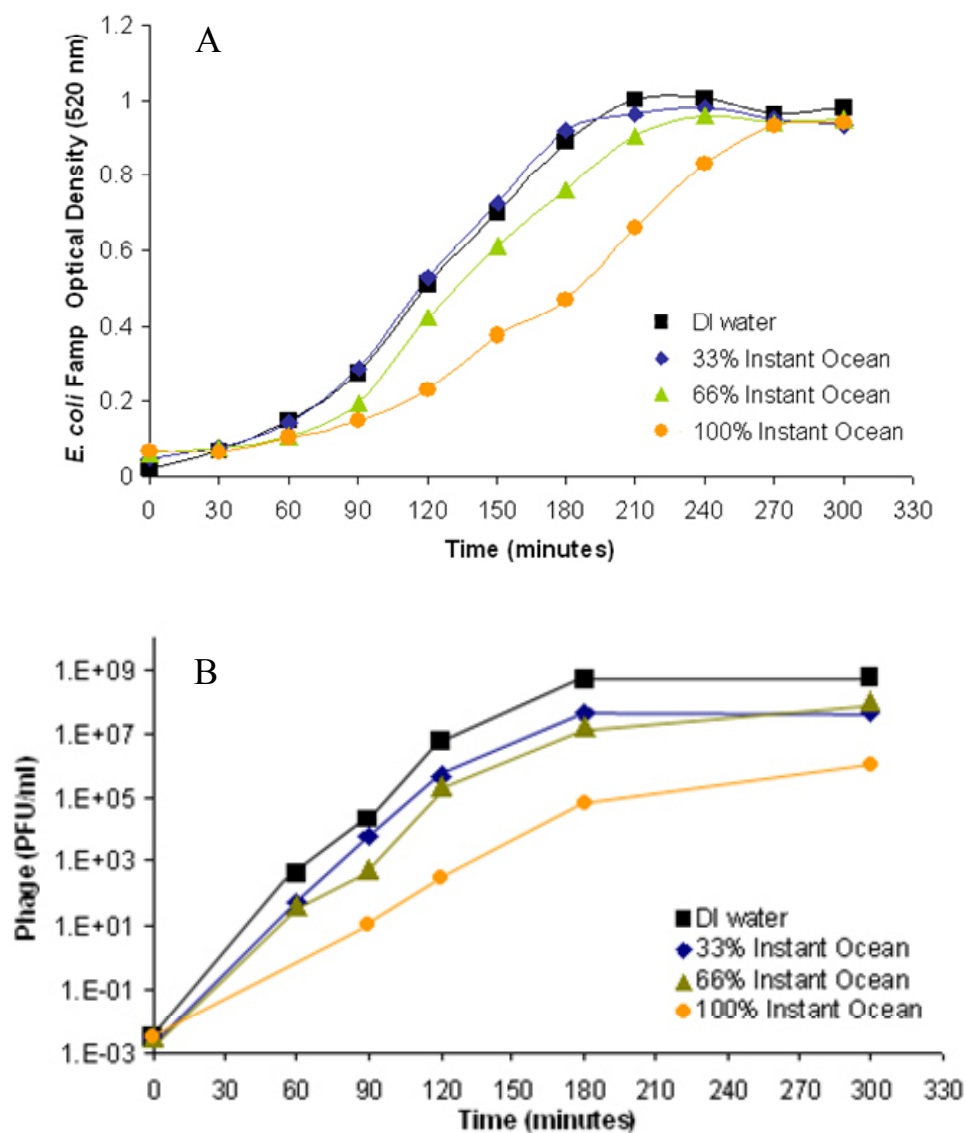 A
E. coli Famp Optical Density (520 nm)
1.2
1
0.8
0.6
0.4
0.2
0
0 30 60 90 120 150 180 210 240 270 300 330
Time (minutes)
DI water
33% Instant Ocean
66% Instant Ocean
100% Instant Ocean
B
Phage (PFU/ml)
1.E+09
1.E+07
1.E+05
1.E+03
1.E+01
1.E-01
1.E-03
0 30 60 90 120 150 180 210 240 270 300 330
Time (minutes)
DI water
33% Instant Ocean
66% Instant Ocean
100% Instant Ocean